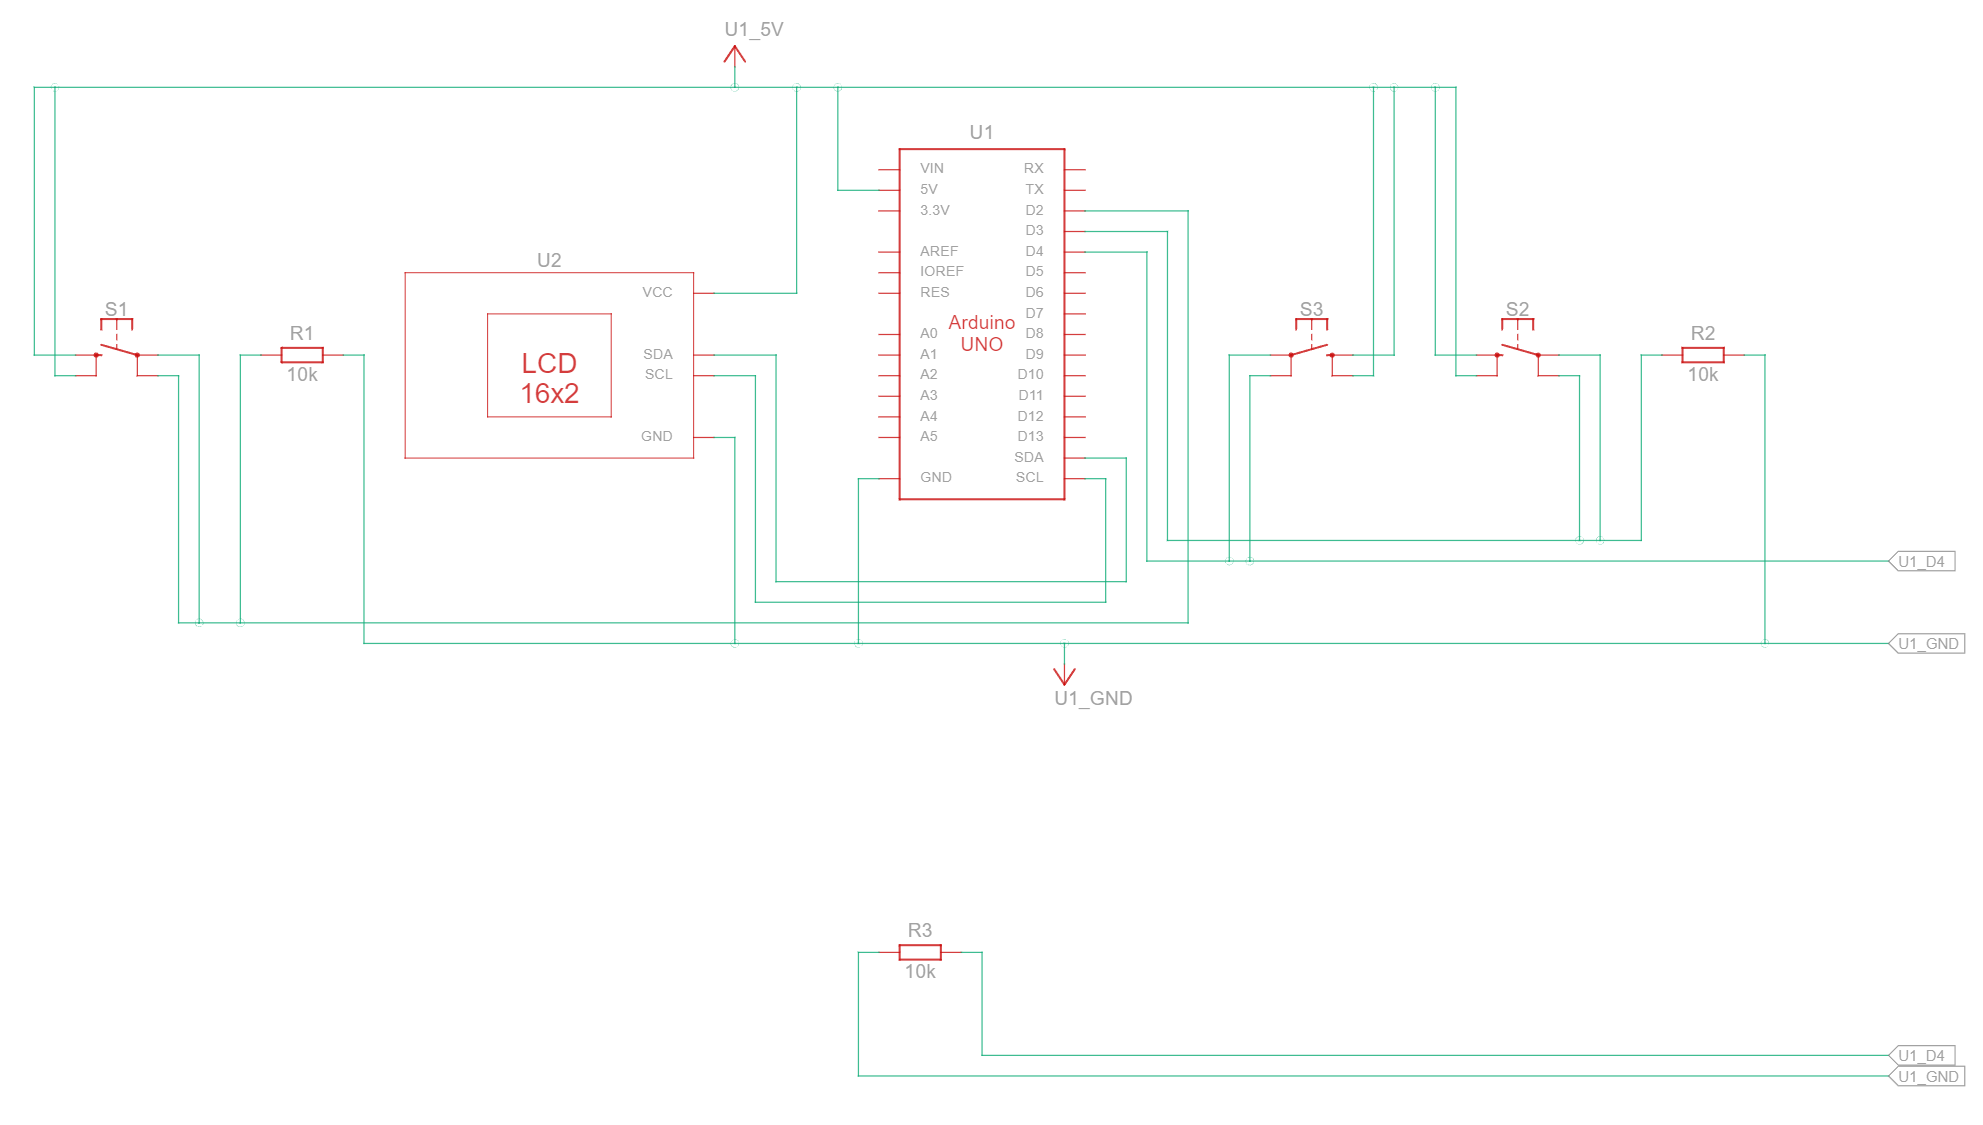 U1_5V
U1
VIN
5V
3.3V
AREF
IOREF
RES
A0
A1
A2
A3
A4
A5
GND
Arduino
UNO
RX
TX
D2
D3
D4
D5
D6
D7
D8
D9
D10
D11
D12
D13
SDA
SCL
U2
VCC
SDA
SCL
GND
LCD
16x2
S1
R1
10k
S3
S2
R2
10k
U1_D4
U1_GND
U1_GND
R3
10k
U1_D4
U1_GND